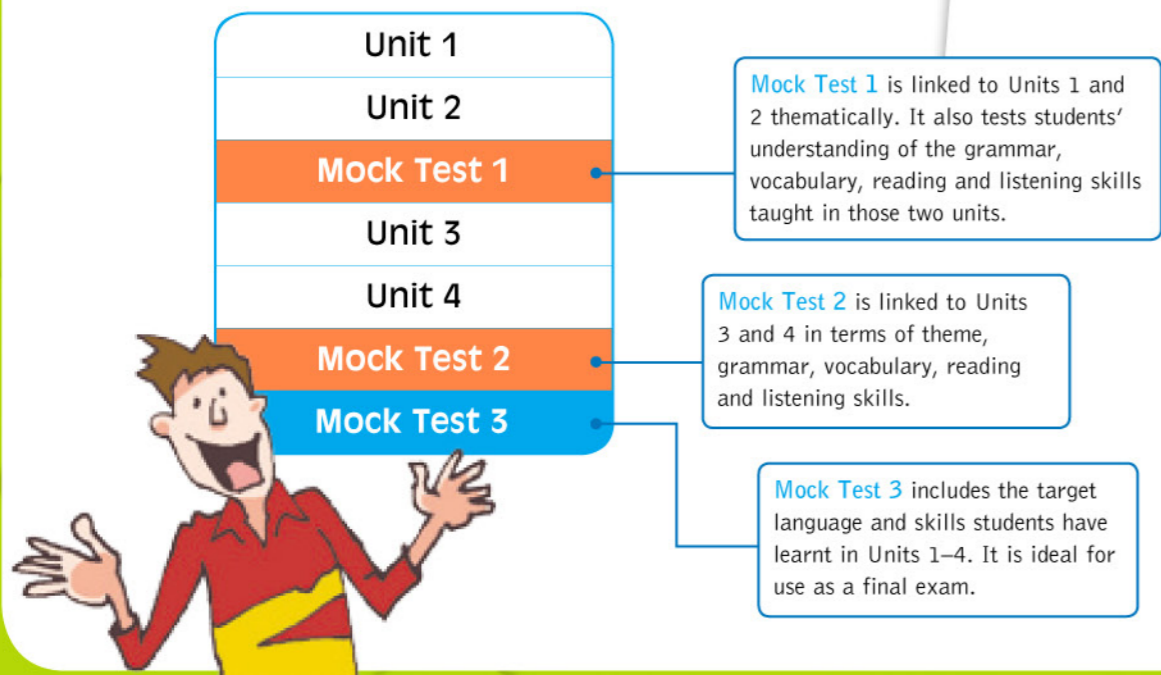 Unit 1
Unit 2
Mock Test 1
Unit 3
Unit 4
Mock Test 2
Mock Test 3
Mock Test 1 is linked to Units 1 and
2 thematically. It also tests students’
understanding of the grammar,
vocabulary, reading and listening skills
taught in those two units.
Mock Test 2 is linked to Units
3 and 4 in terms of theme,
grammar, vocabulary, reading
and listening skills.
Mock Test 3 includes the target
language and skills students have
learnt in Units 1–4. It is ideal for
use as a final exam.